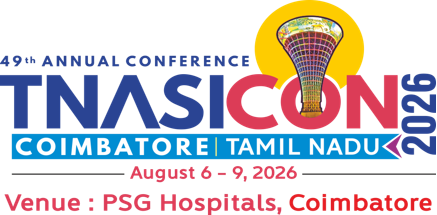 49th ANNUAL CONFERENCE
TNASICON 2026
COIMBATORE | TAMIL NADU
August 6 - 9, 2026
Venue : PSG Hospitals, Coimbatore